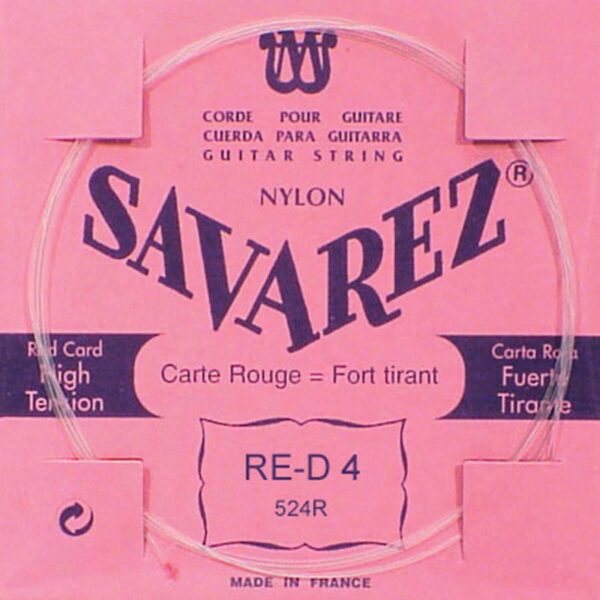 CORDE POUR GUITARE
CUERDA PARA GUITARRA
GUITAR STRING
NYLON
SAVAREZ®
Red Card
High
Tension
Carte Rouge = Fort tirant
Carta Roja
Fuerte
Tirante
RE-D 4
524R
MADE IN FRANCE